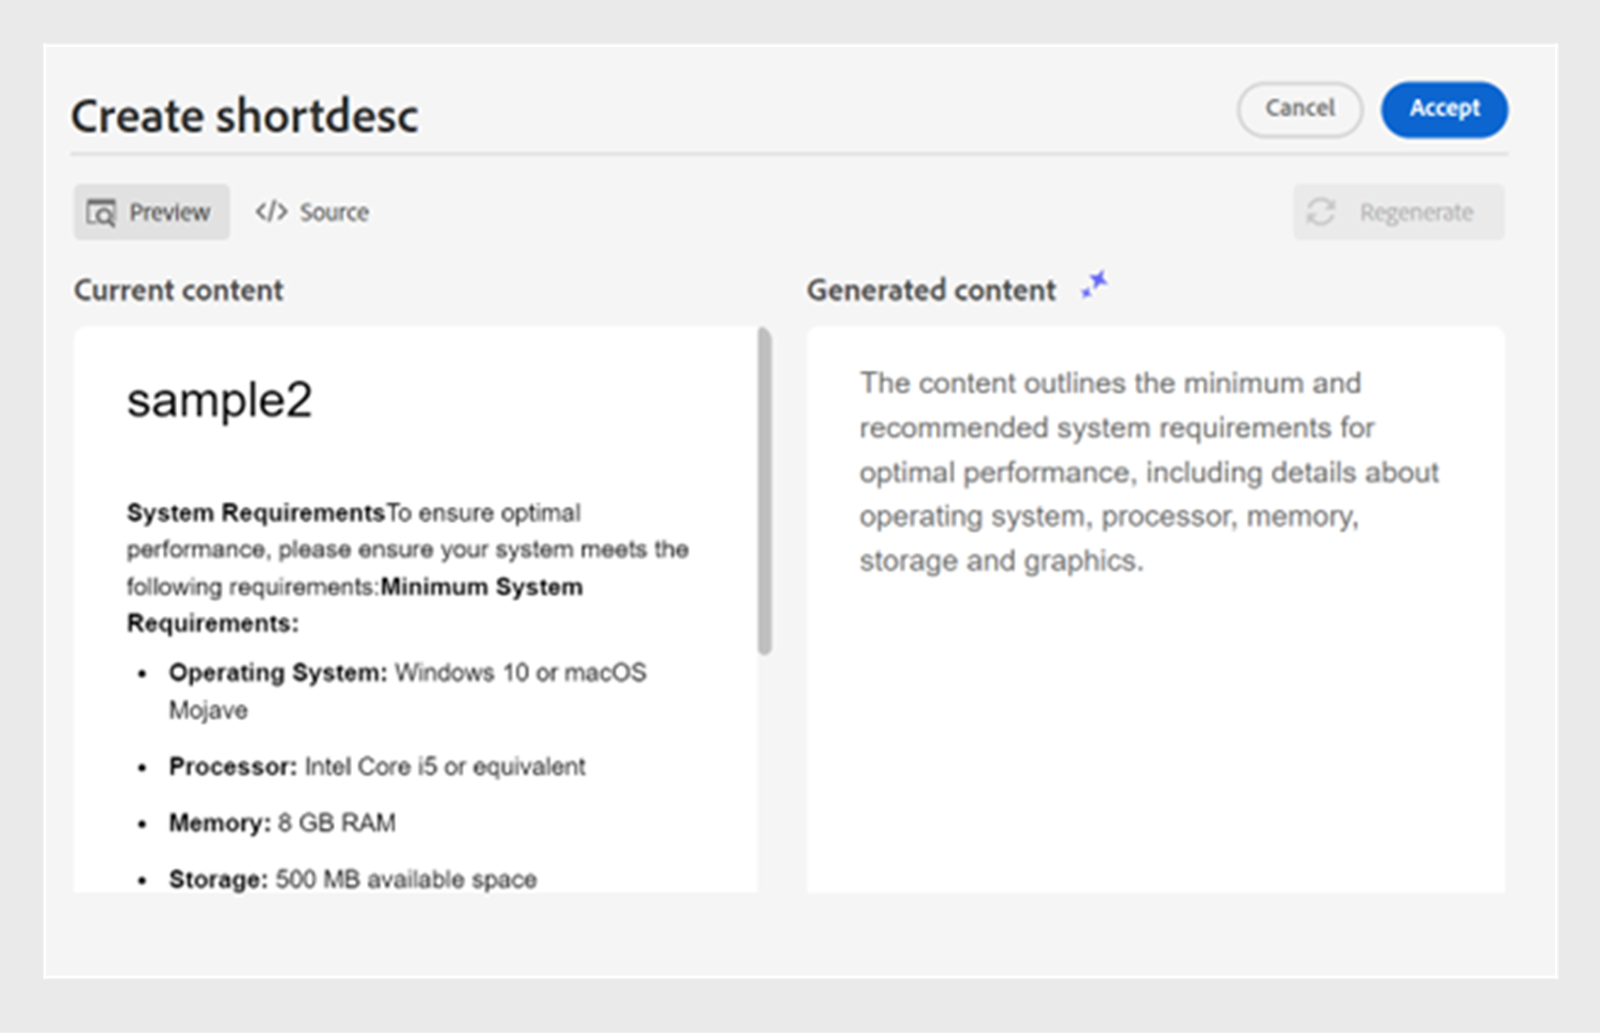 Create shortdesc
Cancel
Accept
Preview
</> Source
Regenerate
Current content
sample2
System RequirementsTo ensure optimal
performance, please ensure your system meets the
following requirements:Minimum System
Requirements:
• Operating System: Windows 10 or macOS
Mojave
• Processor: Intel Core i5 or equivalent
• Memory: 8 GB RAM
• Storage: 500 MB available space
Generated content
The content outlines the minimum and
recommended system requirements for
optimal performance, including details about
operating system, processor, memory,
storage and graphics.